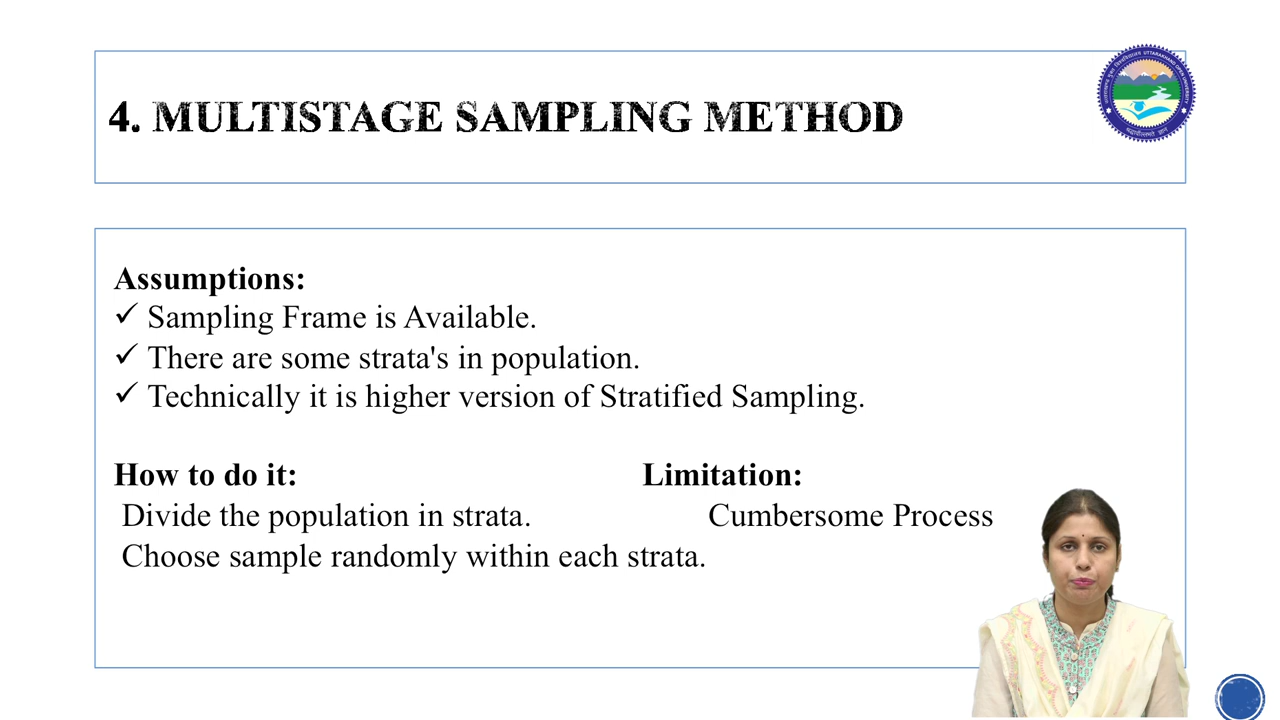 4. MULTISTAGE SAMPLING METHOD
Assumptions:
✓ Sampling Frame is Available.
✓ There are some strata's in population.
✓ Technically it is higher version of Stratified Sampling.
How to do it:
Divide the population in strata.
Choose sample randomly within each strata.
Limitation:
Cumbersome Process